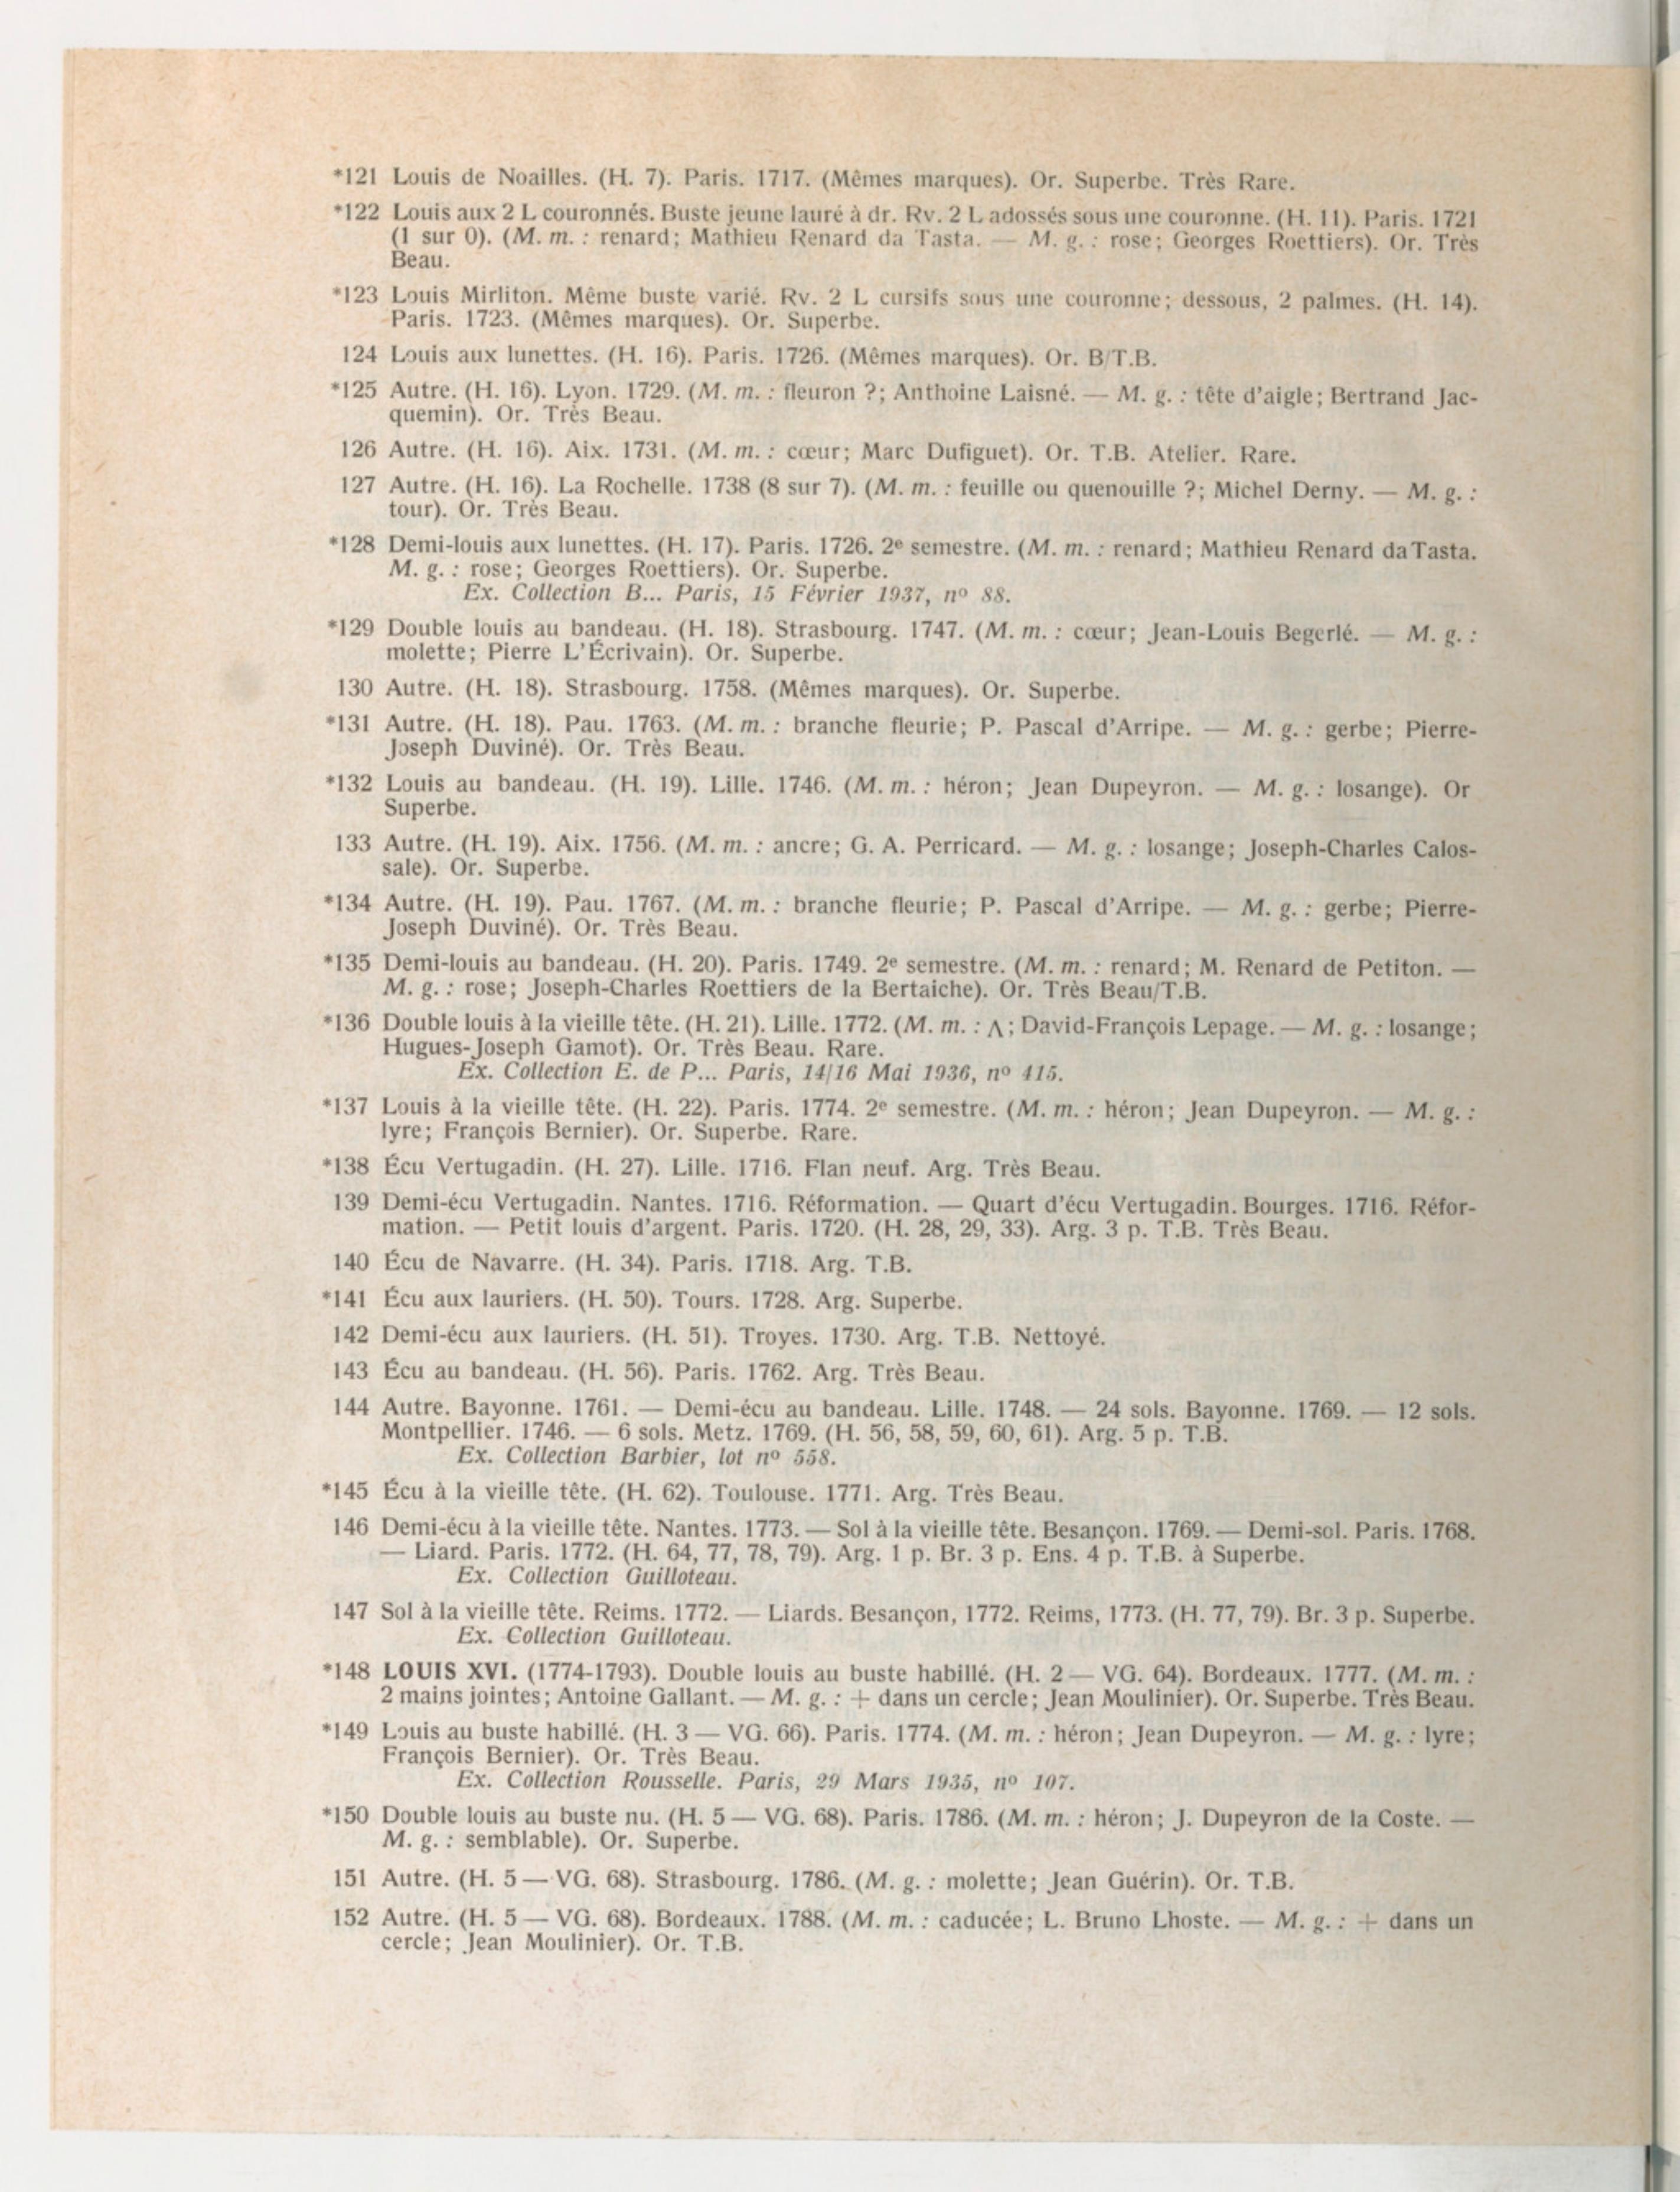 *121 Louis de Noailles. (H. 7). Paris. 1717. (Mêmes marques). Or. Superbe. Très Rare.
*122 Louis aux 2 L couronnés. Buste jeune lauré à dr. Rv. 2 L adossés sous une couronne. (H. 11). Paris. 1721
(1 sur 0). (M. m. : renard; Mathieu Renard da Tasta. — M. g. : rose; Georges Roettiers). Or. Très
Beau.
*123 Louis Mirliton. Même buste varié. Rv. 2 L cursifs sous une couronne; dessous, 2 palmes. (H. 14).
Paris. 1723. (Mêmes marques). Or. Superbe.
124 Louis aux lunettes. (H. 16). Paris. 1726. (Mêmes marques). Or. B/T.B.
*125 Autre. (H. 16). Lyon. 1729. (M. m. : fleuron ?; Anthoine Laisné. — M. g. : tête d'aigle; Bertrand Jac-
quemin). Or. Très Beau.
126 Autre. (H. 16). Aix. 1731. (M. m. : cœur; Marc Dufiguet). Or. T.B. Atelier. Rare.
127 Autre. (H. 16). La Rochelle. 1738 (8 sur 7). (M. m. : feuille ou quenouille ?; Michel Derny. — M. g. :
tour). Or. Très Beau.
*128 Demi-louis aux lunettes. (H. 17). Paris. 1726. 2e semestre. (M. m. : renard; Mathieu Renard da Tasta.
M. g. : rose; Georges Roettiers). Or. Superbe.
Ex. Collection B... Paris, 15 Février 1937, nº 88.
*129 Double louis au bandeau. (H. 18). Strasbourg. 1747. (M. m. : cœur; Jean-Louis Begerlé. — M. g. :
molette; Pierre L'Écrivain). Or. Superbe.
130 Autre. (H. 18). Strasbourg. 1758. (Mêmes marques). Or. Superbe.
*131 Autre. (H. 18). Pau. 1763. (M. m. : branche fleurie; P. Pascal d'Arripe. — M. g. : gerbe; Pierre-
Joseph Duviné). Or. Très Beau.
*132 Louis au bandeau. (H. 19). Lille. 1746. (M. m. : héron; Jean Dupeyron. — M. g. : losange). Or
Superbe.
133 Autre. (H. 19). Aix. 1756. (M. m. : ancre; G. A. Perricard. — M. g. : losange; Joseph-Charles Calos-
sale). Or. Superbe.
*134 Autre. (H. 19). Pau. 1767. (M. m. : branche fleurie; P. Pascal d'Arripe. — M. g. : gerbe; Pierre-
Joseph Duviné). Or. Très Beau.
*135 Demi-louis au bandeau. (H. 20). Paris. 1749. 2e semestre. (M. m. : renard; M. Renard de Petiton. —
M. g. : rose; Joseph-Charles Roettiers de la Bertaiche). Or. Très Beau/T.B.
*136 Double louis à la vieille tête. (H. 21). Lille. 1772. (M. m. : Λ; David-François Lepage. — M. g. : losange;
Hugues-Joseph Gamot). Or. Très Beau. Rare.
Ex. Collection E. de P... Paris, 14/16 Mai 1936, nº 415.
*137 Louis à la vieille tête. (H. 22). Paris. 1774. 2e semestre. (M. m. : héron; Jean Dupeyron. — M. g. :
lyre; François Bernier). Or. Superbe. Rare.
*138 Écu Vertugadin. (H. 27). Lille. 1716. Flan neuf. Arg. Très Beau.
139 Demi-écu Vertugadin. Nantes. 1716. Réformation. — Quart d'écu Vertugadin. Bourges. 1716. Réfor-
mation. — Petit louis d'argent. Paris. 1720. (H. 28, 29, 33). Arg. 3 p. T.B. Très Beau.
140 Écu de Navarre. (H. 34). Paris. 1718. Arg. T.B.
*141 Écu aux lauriers. (H. 50). Tours. 1728. Arg. Superbe.
142 Demi-écu aux lauriers. (H. 51). Troyes. 1730. Arg. T.B. Nettoyé.
143 Écu au bandeau. (H. 56). Paris. 1762. Arg. Très Beau.
144 Autre. Bayonne. 1761. — Demi-écu au bandeau. Lille. 1748. — 24 sols. Bayonne. 1769. — 12 sols.
Montpellier. 1746. — 6 sols. Metz. 1769. (H. 56, 58, 59, 60, 61). Arg. 5 p. T.B.
Ex. Collection Barbier, lot nº 558.
*145 Écu à la vieille tête. (H. 62). Toulouse. 1771. Arg. Très Beau.
146 Demi-écu à la vieille tête. Nantes. 1773. — Sol à la vieille tête. Besançon. 1769. — Demi-sol. Paris. 1768.
— Liard. Paris. 1772. (H. 64, 77, 78, 79). Arg. 1 p. Br. 3 p. Ens. 4 p. T.B. à Superbe.
Ex. Collection Guilloteau.
147 Sol à la vieille tête. Reims. 1772. — Liards. Besançon, 1772. Reims, 1773. (H. 77, 79). Br. 3 p. Superbe.
Ex. Collection Guilloteau.
*148 LOUIS XVI. (1774-1793). Double louis au buste habillé. (H. 2 — VG. 64). Bordeaux. 1777. (M. m. :
2 mains jointes; Antoine Gallant. — M. g. : + dans un cercle; Jean Moulinier). Or. Superbe. Très Beau.
*149 Louis au buste habillé. (H. 3 — VG. 66). Paris. 1774. (M. m. : héron; Jean Dupeyron. — M. g. : lyre;
François Bernier). Or. Très Beau.
Ex. Collection Rousselle. Paris, 29 Mars 1935, nº 107.
*150 Double louis au buste nu. (H. 5 — VG. 68). Paris. 1786. (M. m. : héron; J. Dupeyron de la Coste. —
M. g. : semblable). Or. Superbe.
151 Autre. (H. 5 — VG. 68). Strasbourg. 1786. (M. g. : molette; Jean Guérin). Or. T.B.
152 Autre. (H. 5 — VG. 68). Bordeaux. 1788. (M. m. : caducée; L. Bruno Lhoste. — M. g. : + dans un
cercle; Jean Moulinier). Or. T.B.